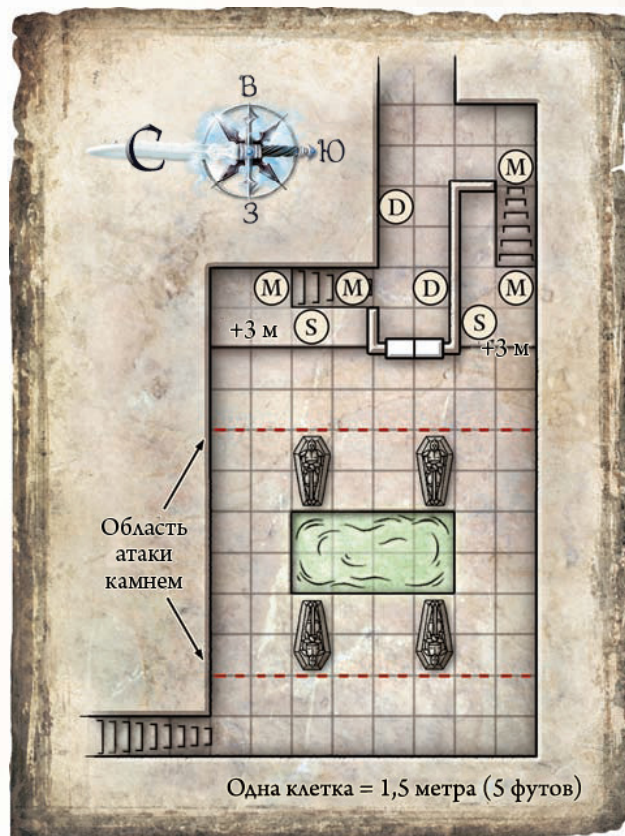 В
С
Ю
З
M
D
M
M
D
M
S
S
+3 м
+3 м
Область
атаки
камнем
Одна клетка = 1,5 метра (5 футов)